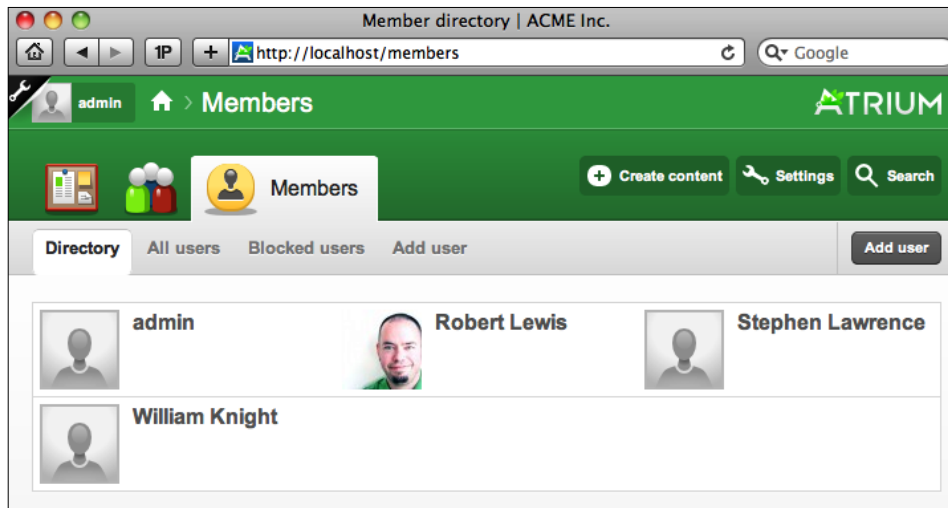 Member directory | ACME Inc.
1P + http://localhost/members Google
admin > Members ATRIUM
Members Create content Settings Search
Directory All users Blocked users Add user Add user
admin Robert Lewis Stephen Lawrence
William Knight